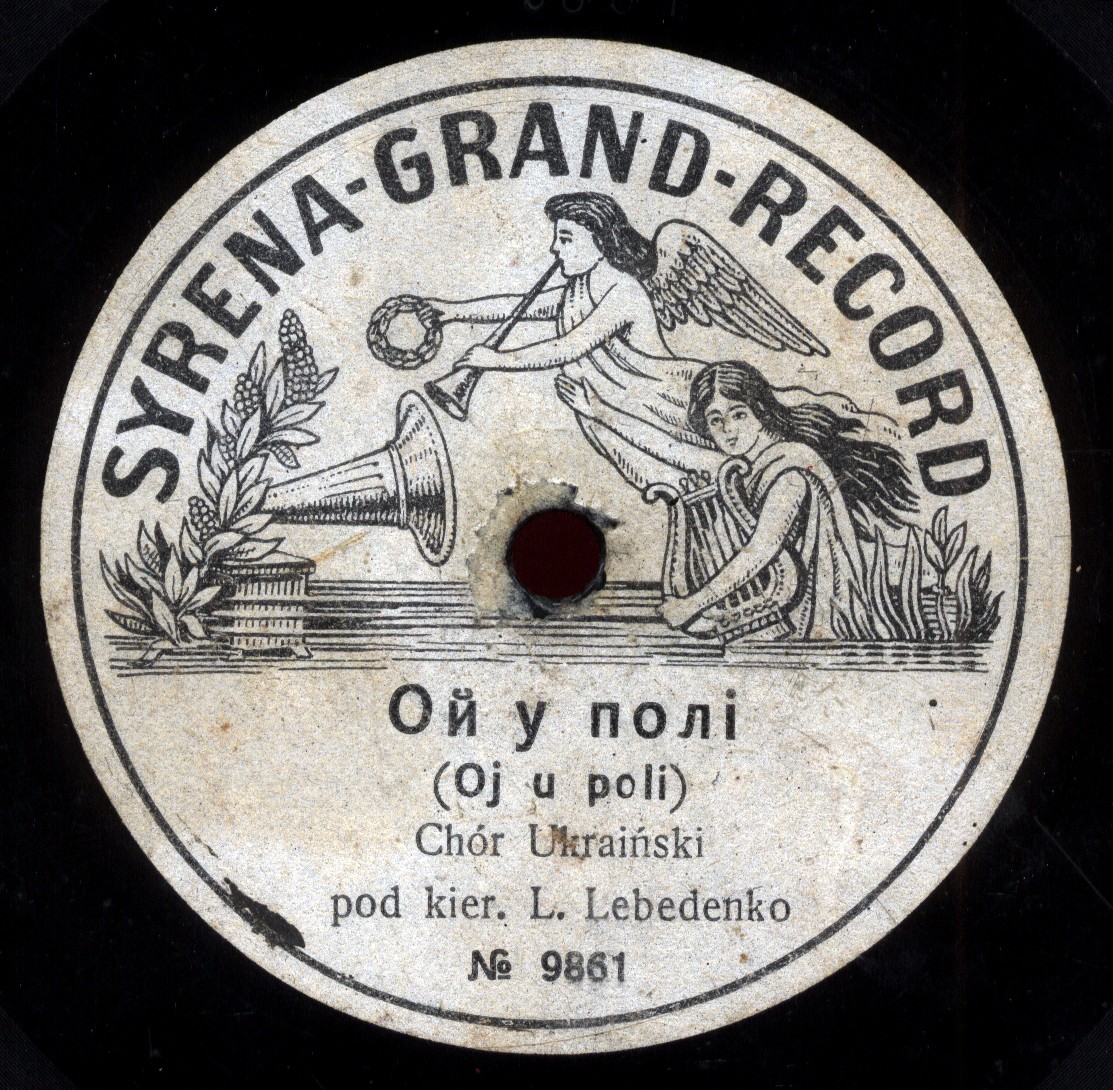 SYRENA-GRAND-RECORD
Ой у полі
(Oj u poli)
Chór Ukraiński
pod kier. L. Lebedenko
№ 9861